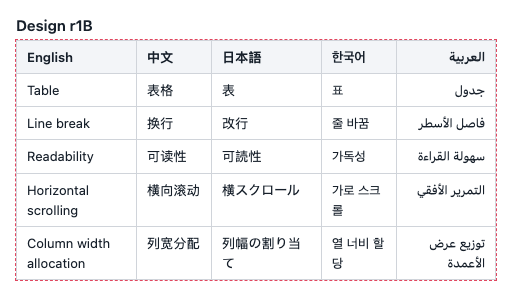 Design r1B
English 中文 日本語 한국어 العربية
Table 表格 表 표 جدول
Line break 换行 改行 줄 바꿈 فاصل الأسطر
Readability 可读性 可読性 가독성 سهولة القراءة
Horizontal 横向滚动 横スクロール 가로 스크 التمرير الأفقي
scrolling 롤
Column width 列宽分配 列幅の割り当 열 너비 할 توزيع عرض
allocation て 당 الأعمدة